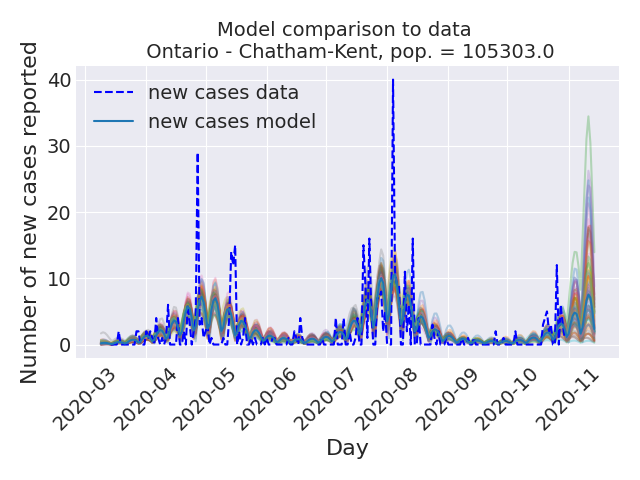 Model comparison to data
Ontario - Chatham-Kent, pop. = 105303.0
Number of new cases reported
40
30
20
10
0
new cases data
new cases model
2020-03
2020-04
2020-05
2020-06
2020-07
2020-08
2020-09
2020-10
2020-11
Day